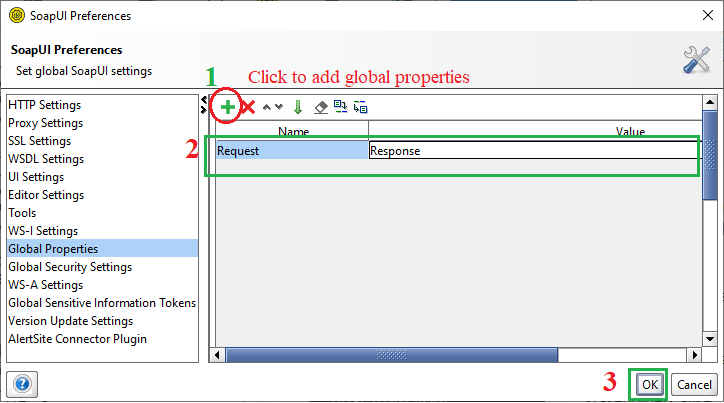 SoapUI Preferences
SoapUI Preferences
Set global SoapUI settings
1 Click to add global properties
HTTP Settings
Proxy Settings
SSL Settings
WSDL Settings
UI Settings
Editor Settings
Tools
WS-I Settings
Global Properties
Global Security Settings
WS-A Settings
Global Sensitive Information Tokens
Version Update Settings
AlertSite Connector Plugin
Name Value
2 Request Response
3 OK Cancel